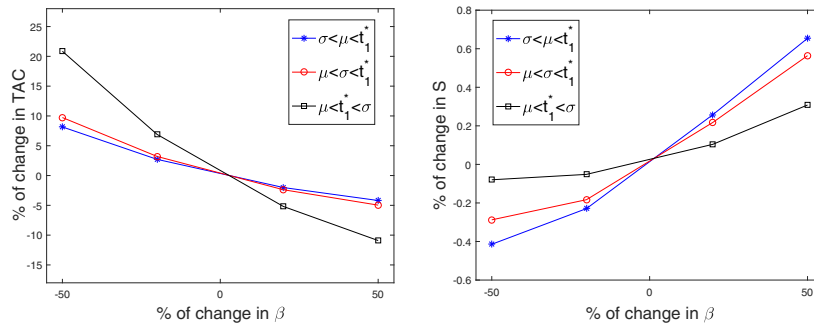 25
20
15
10
5
0
-5
-10
-15
-50
0
50
% of change in TAC
% of change in β
σ<μ<t₁*
μ<σ<t₁*
μ<t₁*<σ
0.8
0.6
0.4
0.2
0
-0.2
-0.4
-0.6
-50
0
50
% of change in S
% of change in β
σ<μ<t₁*
μ<σ<t₁*
μ<t₁*<σ